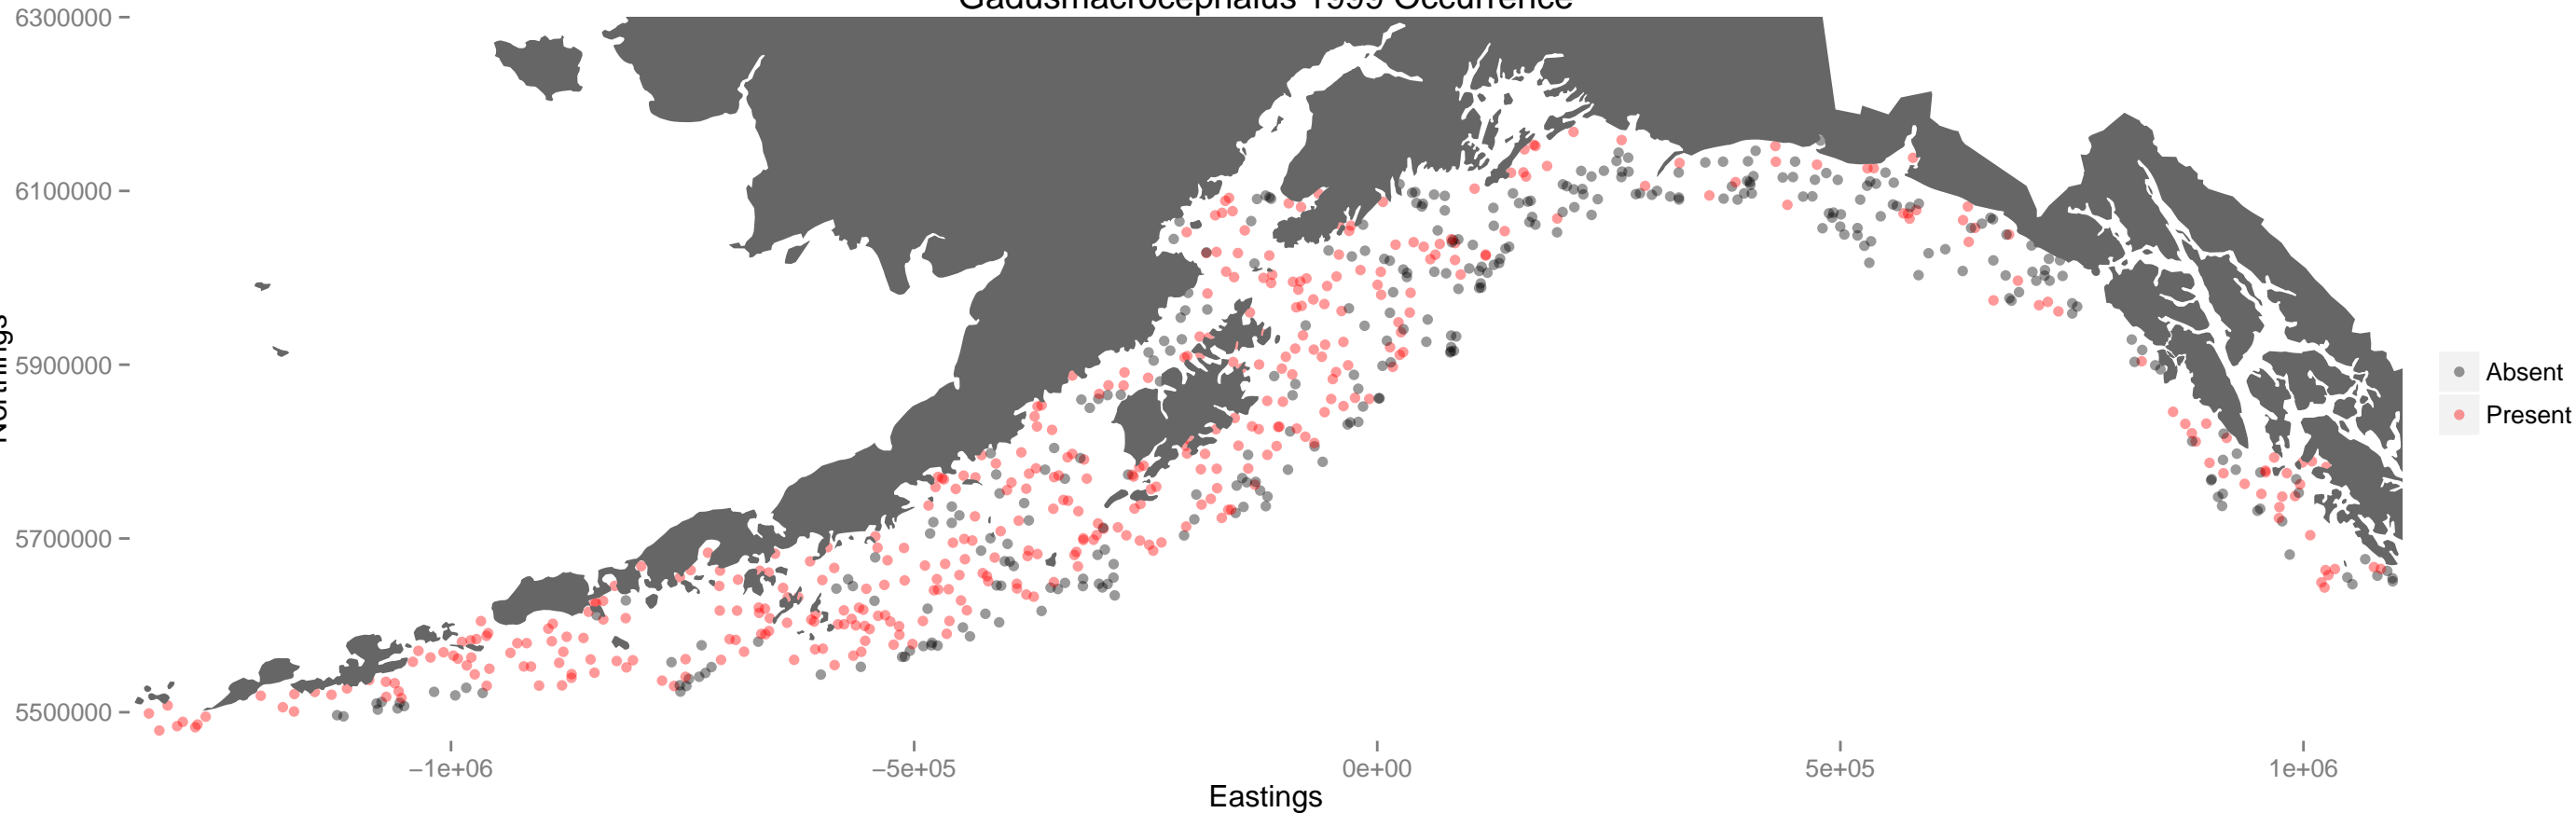 Gadusmacrocephalus 1999 Occurrence
6300000
6100000
5900000
5700000
5500000
Northings
−1e+06
−5e+05
0e+00
5e+05
1e+06
Eastings
Absent
Present